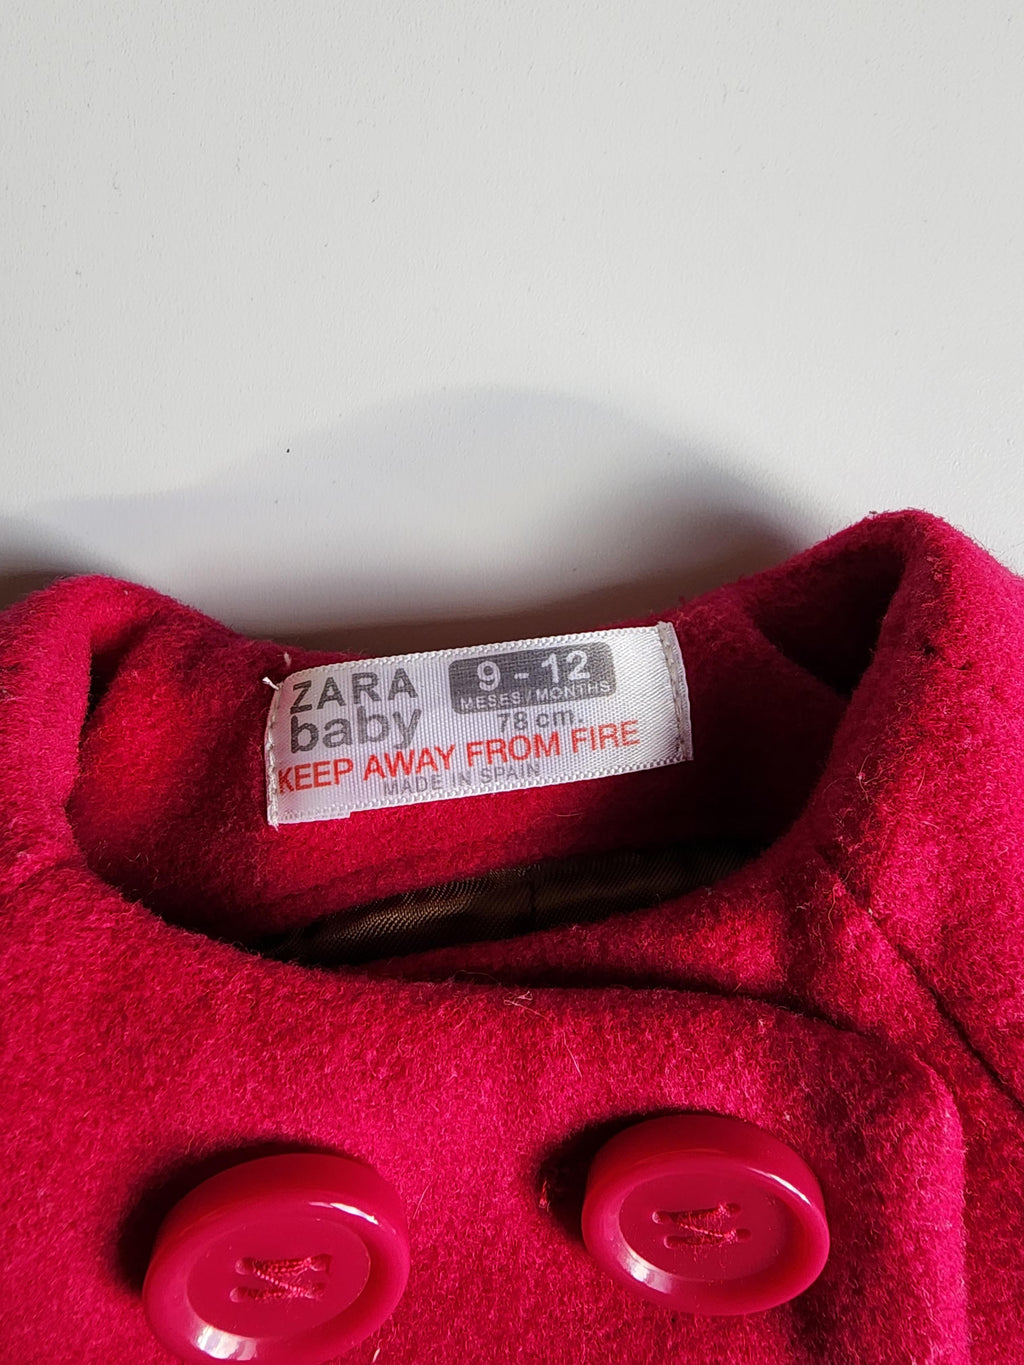 ZARA
baby
9 - 12
MESES / MONTHS
78 cm.
KEEP AWAY FROM FIRE
MADE IN SPAIN